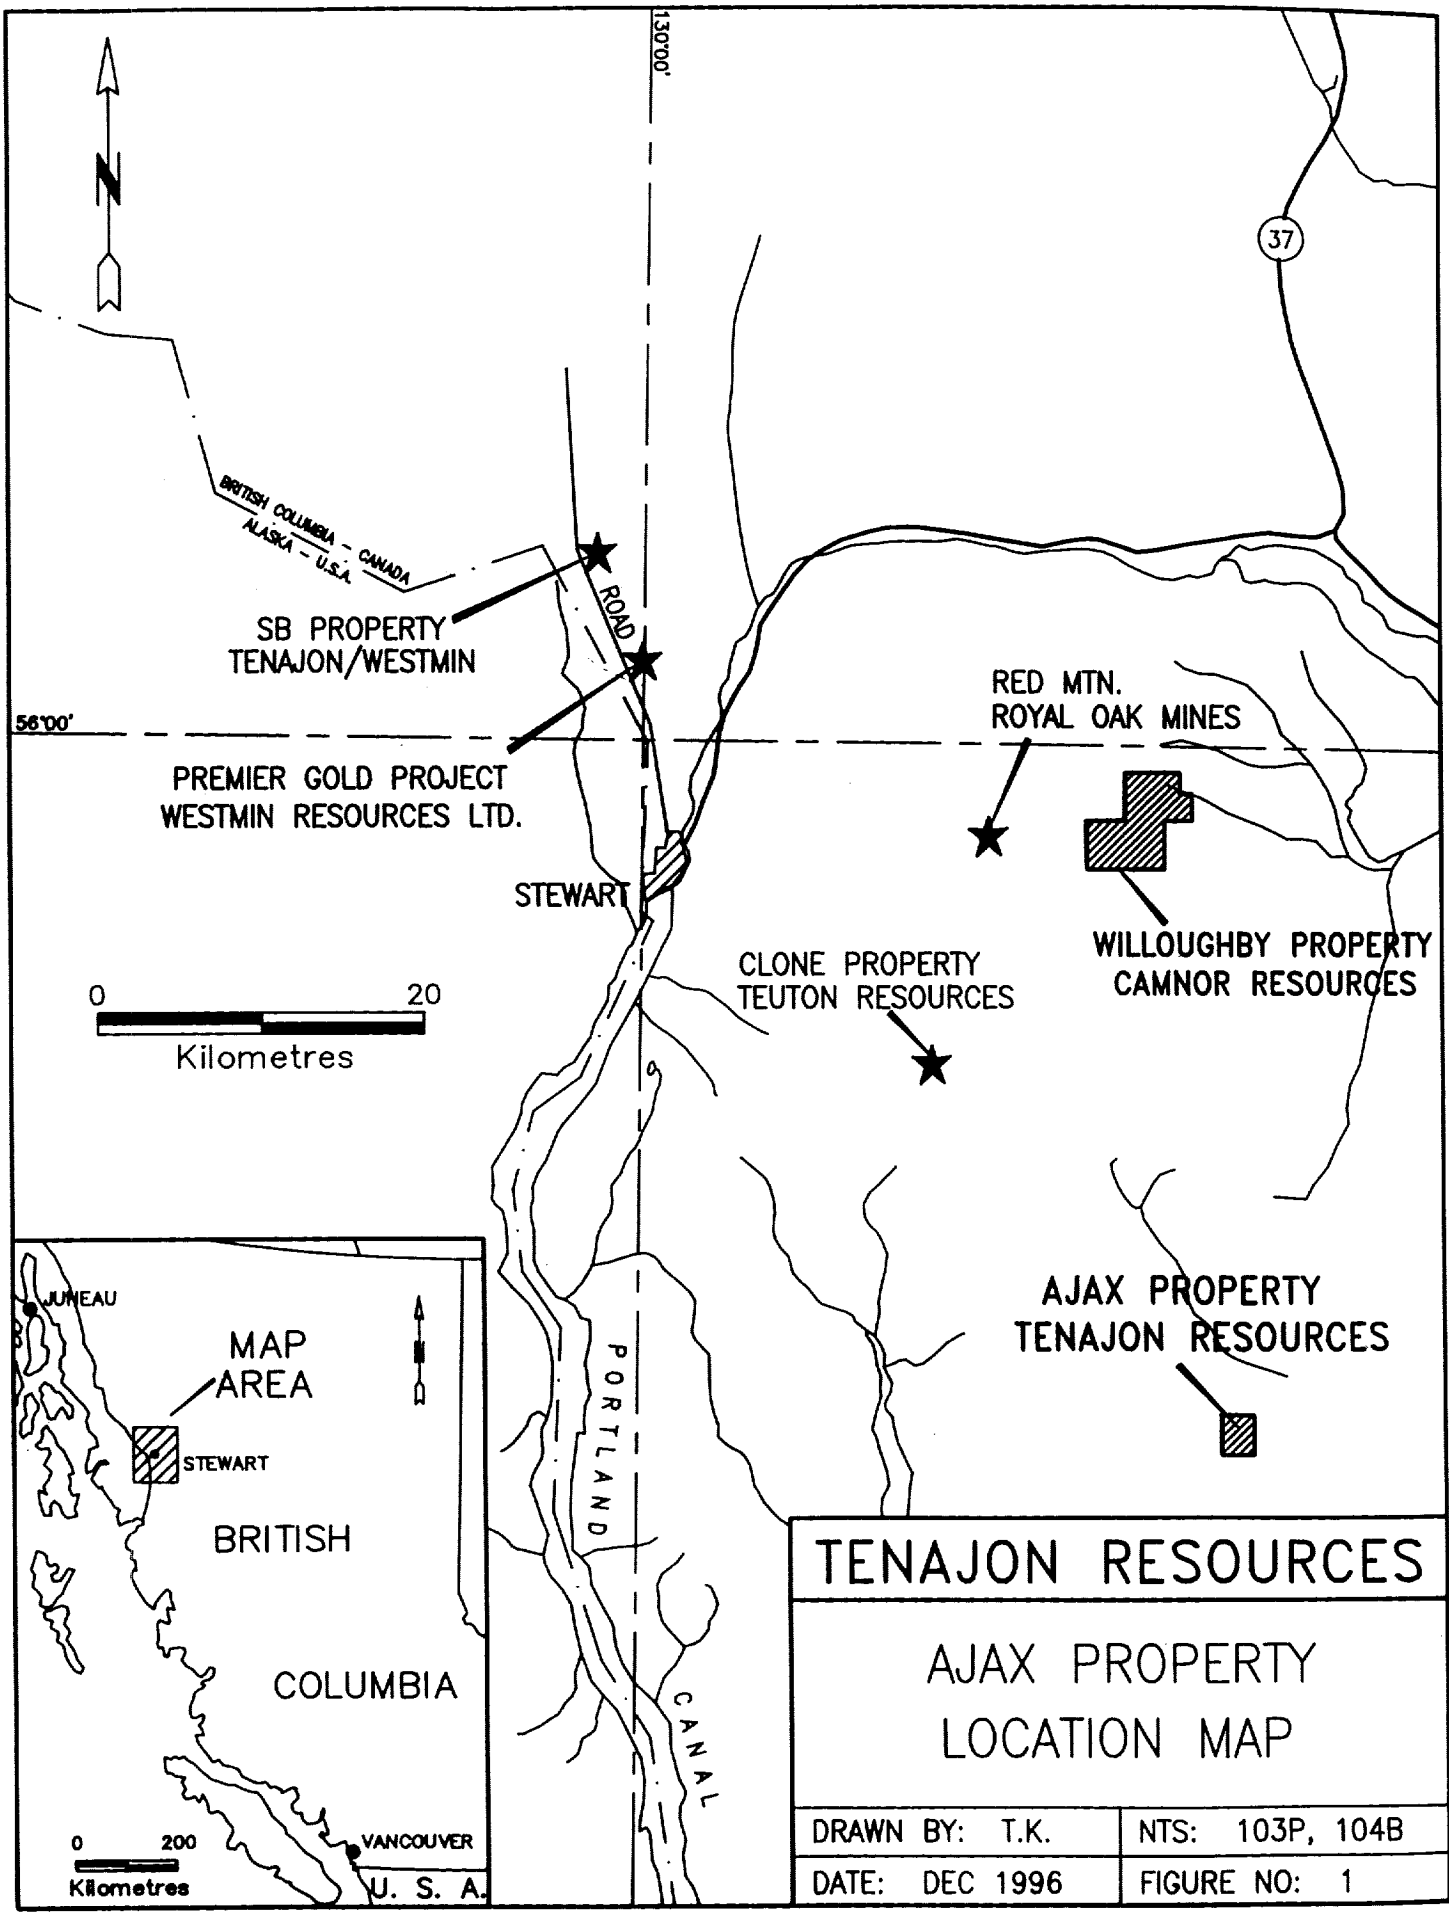 130°00'
N
37
BRITISH COLUMBIA - CANADA
ALASKA - U.S.A.
ROAD
SB PROPERTY
TENAJON/WESTMIN
RED MTN.
ROYAL OAK MINES
56°00'
PREMIER GOLD PROJECT
WESTMIN RESOURCES LTD.
STEWART
WILLOUGHBY PROPERTY
CAMNOR RESOURCES
CLONE PROPERTY
TEUTON RESOURCES
0 20
Kilometres
AJAX PROPERTY
TENAJON RESOURCES
PORTLAND
CANAL
JUNEAU
N
MAP
AREA
STEWART
BRITISH
COLUMBIA
0 200
Kilometres
VANCOUVER
U. S. A.
TENAJON RESOURCES
AJAX PROPERTY
LOCATION MAP
DRAWN BY: T.K.
NTS: 103P, 104B
DATE: DEC 1996
FIGURE NO: 1